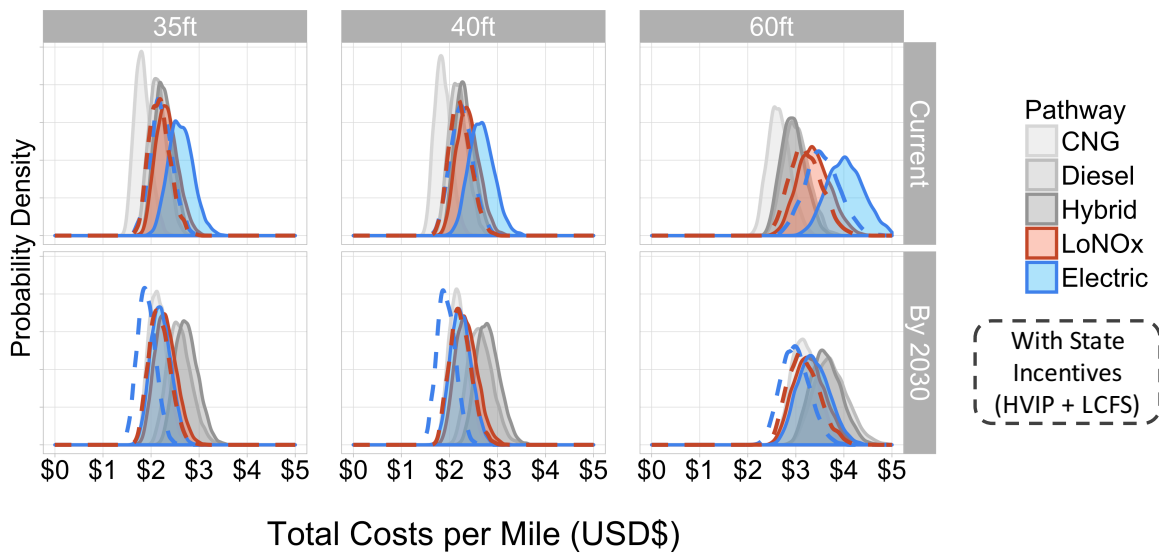 35ft
40ft
60ft
Current
By 2030
Probability Density
$0 $1 $2 $3 $4 $5
$0 $1 $2 $3 $4 $5
$0 $1 $2 $3 $4 $5
Total Costs per Mile (USD$)
Pathway
CNG
Diesel
Hybrid
LoNOx
Electric
With State
Incentives
(HVIP + LCFS)